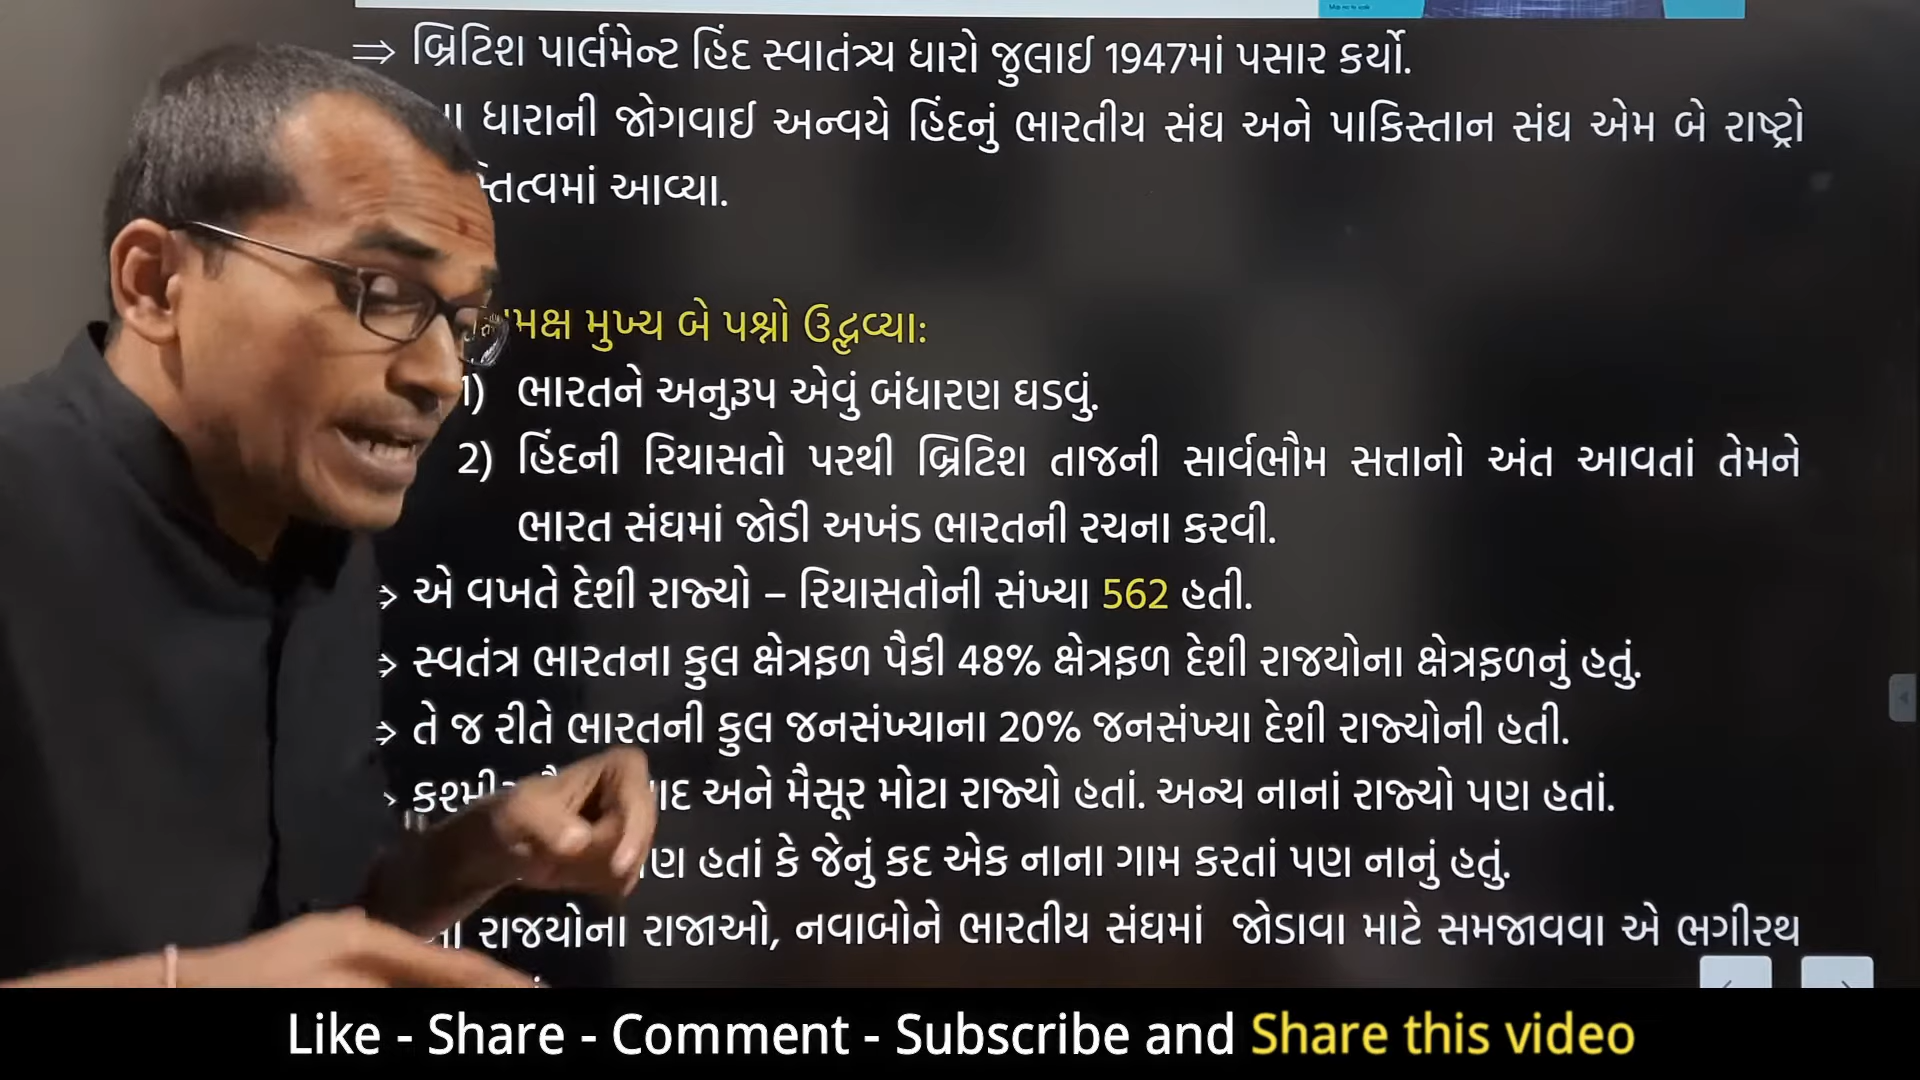 ⇒ બ્રિટિશ પાર્લમેન્ટ હિંદ સ્વાતંત્ર્ય ધારો જુલાઈ 1947માં પસાર કર્યો.
ધારાની જોગવાઈ અન્વયે હિંદનું ભારતીય સંઘ અને પાકિસ્તાન સંઘ એમ બે રાષ્ટ્રો
આવ્યા.
મુખ્ય બે પશ્નો ઉદ્ભવ્યા:
1) ભારતને અનુરૂપ એવું બંધારણ ઘડવું.
2) હિંદની રિયાસતો પરથી બ્રિટિશ તાજની સાર્વભૌમ સત્તાનો અંત આવતાં તેમને
ભારત સંઘમાં જોડી અખંડ ભારતની રચના કરવી.
⇒ એ વખતે દેશી રાજ્યો – રિયાસતોની સંખ્યા 562 હતી.
⇒ સ્વતંત્ર ભારતના કુલ ક્ષેત્રફળ પૈકી 48% ક્ષેત્રફળ દેશી રાજયોના ક્ષેત્રફળનું હતું.
⇒ તે જ રીતે ભારતની કુલ જનસંખ્યાના 20% જનસંખ્યા દેશી રાજ્યોની હતી.
અને મૈસૂર મોટા રાજ્યો હતાં. અન્ય નાનાં રાજ્યો પણ હતાં.
હતાં કે જેનું કદ એક નાના ગામ કરતાં પણ નાનું હતું.
રાજયોના રાજાઓ, નવાબોને ભારતીય સંઘમાં જોડાવા માટે સમજાવવા એ ભગીરથ
Like - Share - Comment - Subscribe and Share this video